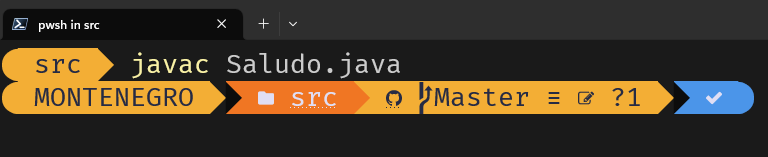 pwsh in src
src javac Saludo.java
MONTENEGRO src Master ≡ ?1